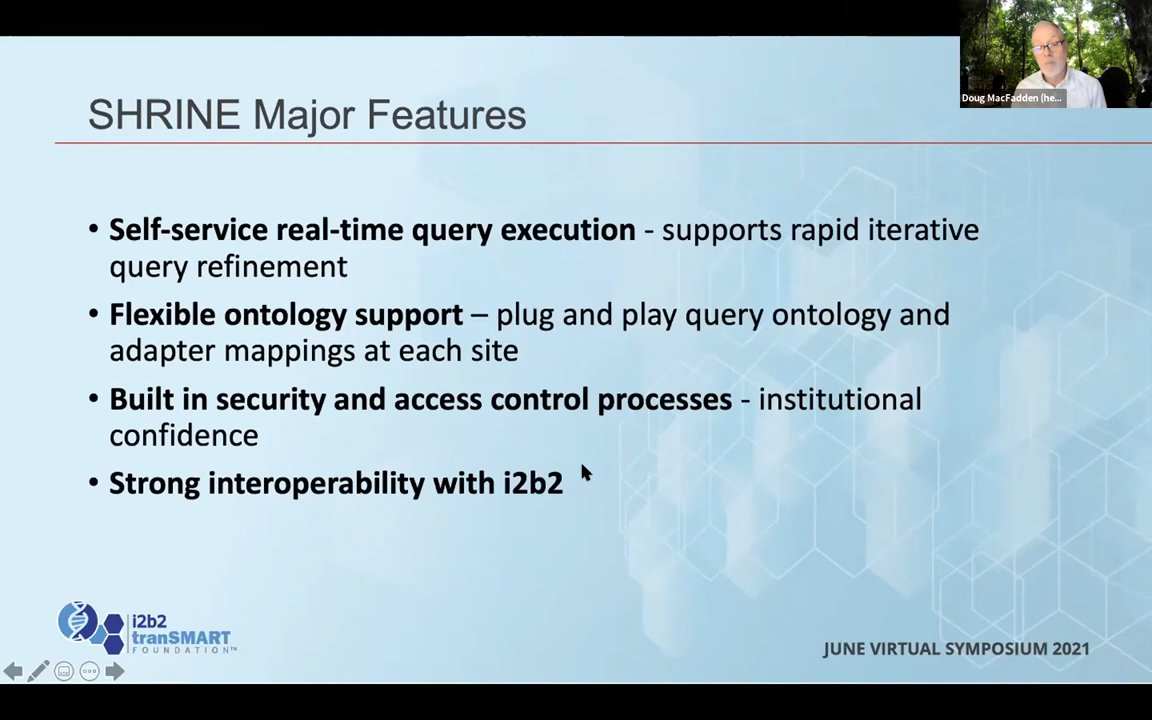 Doug MacFadden (he...
SHRINE Major Features
• Self-service real-time query execution - supports rapid iterative
query refinement
• Flexible ontology support – plug and play query ontology and
adapter mappings at each site
• Built in security and access control processes - institutional
confidence
• Strong interoperability with i2b2
i2b2
tranSMART
FOUNDATION™
JUNE VIRTUAL SYMPOSIUM 2021